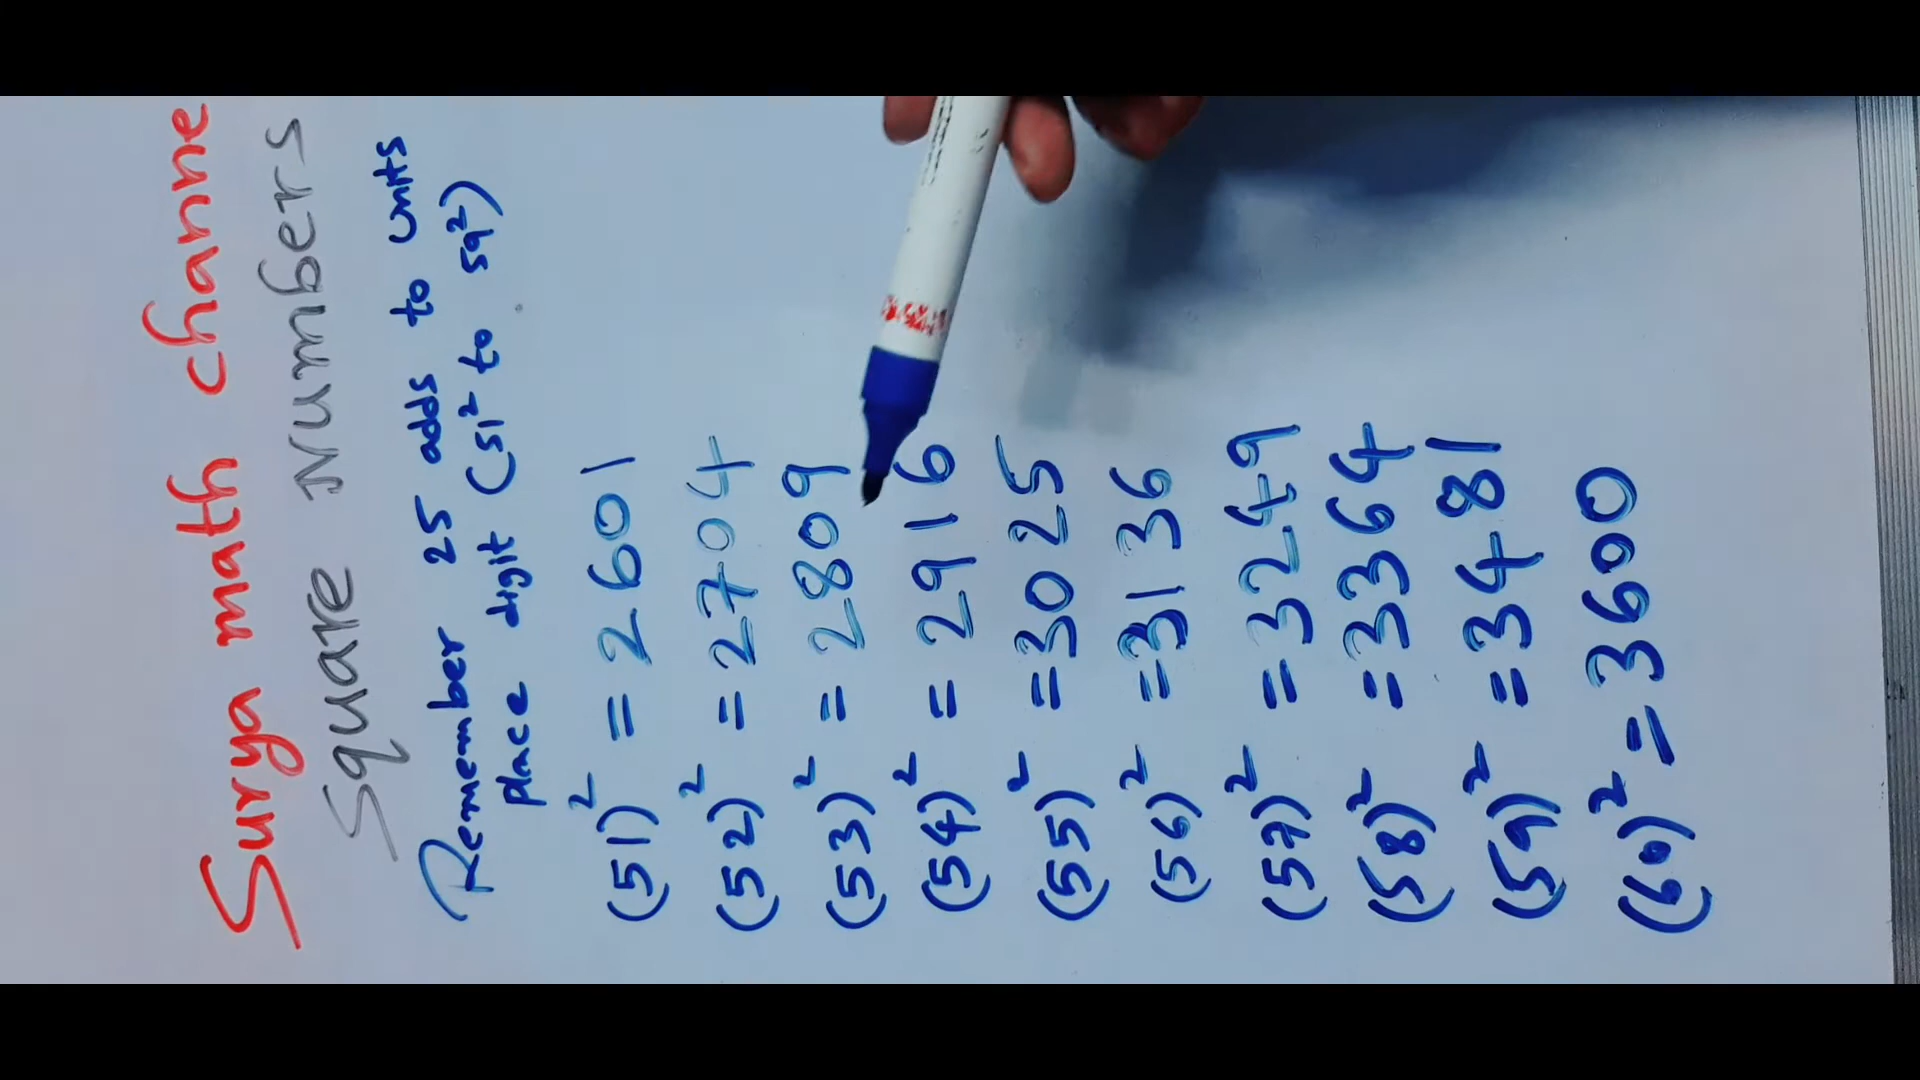 Surya math channe
Square Numbers
Remember 25 adds to units
place digit (51² to 59²)
(51)² = 2601
(52)² = 2704
(53)² = 2809
(54)² = 2916
(55)² = 3025
(56)² = 3136
(57)² = 3249
(58)² = 3364
(59)² = 3481
(60)² = 3600